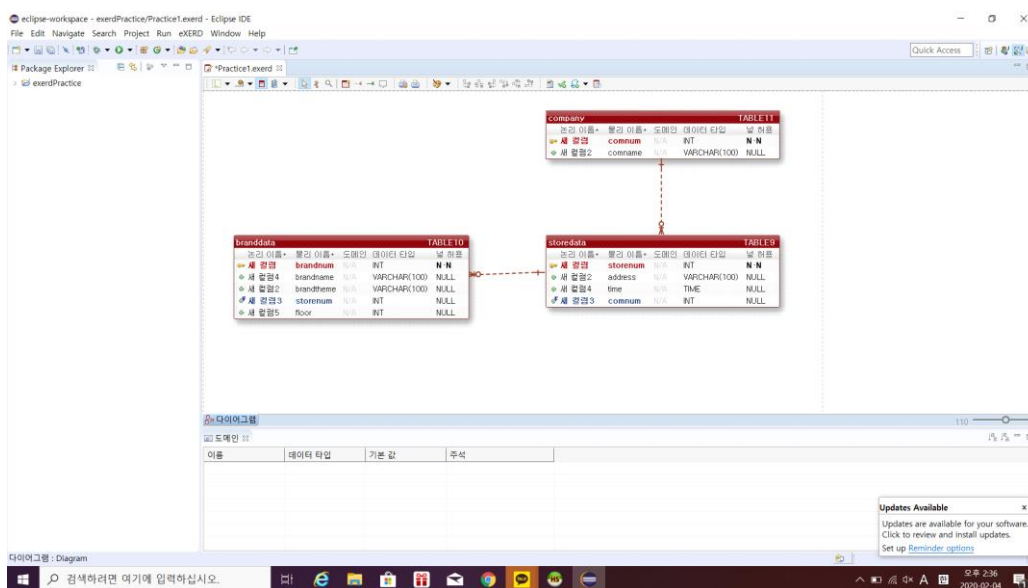 eclipse-workspace - exerdPractice/Practice1.exerd - Eclipse IDE
File Edit Navigate Search Project Run eXERD Window Help
Quick Access
Package Explorer
*Practice1.exerd
exerdPractice
company TABLE11
논리 이름 물리 이름 도메인 데이터 타입 널 허용
새 컬럼 comnum N/A INT N-N
새 컬럼2 comname N/A VARCHAR(100) NULL
branddata TABLE10
논리 이름 물리 이름 도메인 데이터 타입 널 허용
새 컬럼 brandnum N/A INT N-N
새 컬럼4 brandname N/A VARCHAR(100) NULL
새 컬럼2 brandtheme N/A VARCHAR(100) NULL
새 컬럼3 storenum N/A INT NULL
새 컬럼5 floor N/A INT NULL
storedata TABLE9
논리 이름 물리 이름 도메인 데이터 타입 널 허용
새 컬럼 storenum N/A INT N-N
새 컬럼2 address N/A VARCHAR(100) NULL
새 컬럼4 time N/A TIME NULL
새 컬럼3 comnum N/A INT NULL
다이어그램
110
도메인
이름 데이터 타입 기본 값 주석
Updates Available x
Updates are available for your software.
Click to review and install updates.
Set up Reminder options
다이어그램 : Diagram
검색하려면 여기에 입력하십시오.
A
오후 2:36
2020-02-04